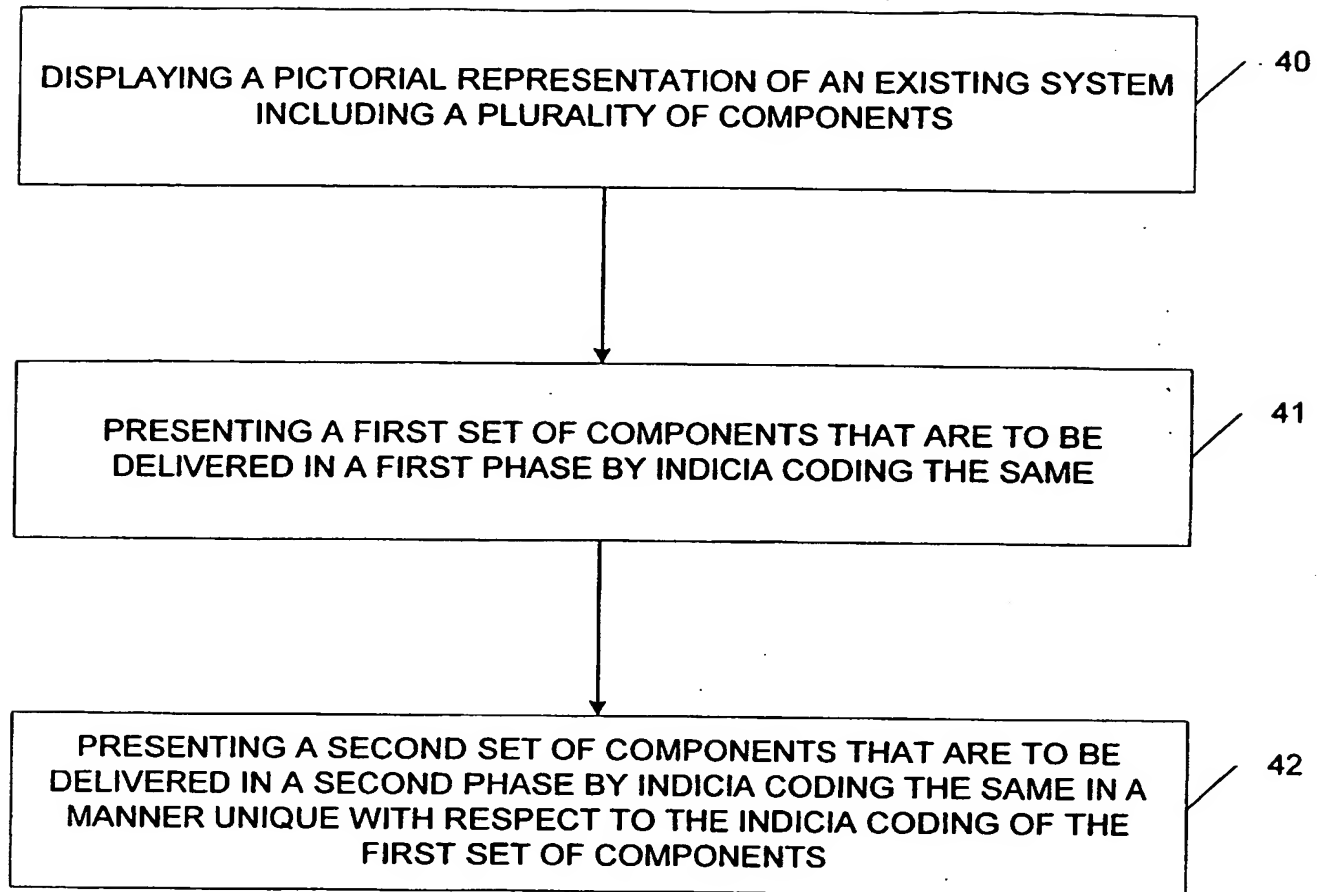 DISPLAYING A PICTORIAL REPRESENTATION OF AN EXISTING SYSTEM
INCLUDING A PLURALITY OF COMPONENTS
40
PRESENTING A FIRST SET OF COMPONENTS THAT ARE TO BE
DELIVERED IN A FIRST PHASE BY INDICIA CODING THE SAME
41
PRESENTING A SECOND SET OF COMPONENTS THAT ARE TO BE
DELIVERED IN A SECOND PHASE BY INDICIA CODING THE SAME IN A
MANNER UNIQUE WITH RESPECT TO THE INDICIA CODING OF THE
FIRST SET OF COMPONENTS
42